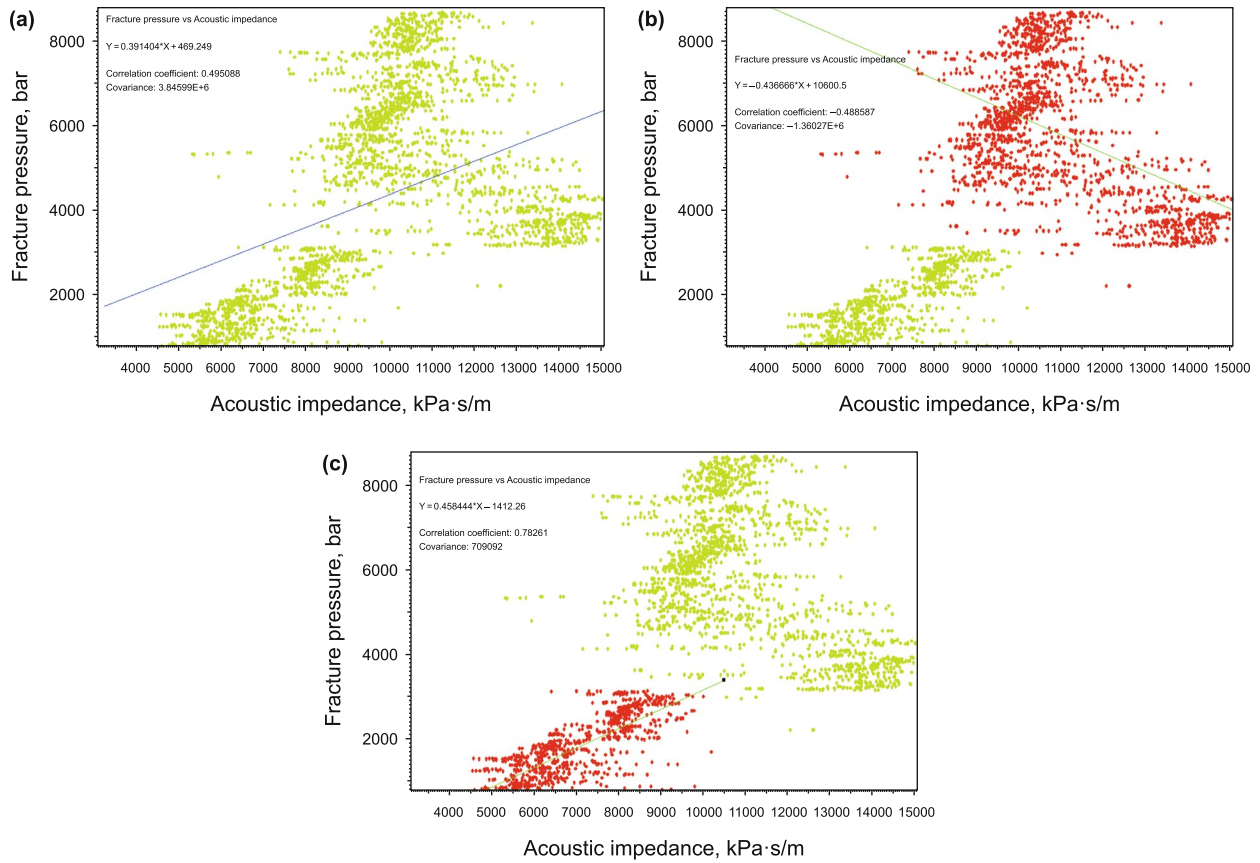 (a)
Fracture pressure vs Acoustic impedance
Y = 0.391404*X + 469.249
Correlation coefficient: 0.495088
Covariance: 3.84599E+6
Fracture pressure, bar
8000
6000
4000
2000
4000 5000 6000 7000 8000 9000 10000 11000 12000 13000 14000 15000
Acoustic impedance, kPa·s/m
(b)
Fracture pressure vs Acoustic impedance
Y = −0.436666*X + 10600.5
Correlation coefficient: −0.488587
Covariance: −1.36027E+6
Fracture pressure, bar
8000
6000
4000
2000
4000 5000 6000 7000 8000 9000 10000 11000 12000 13000 14000 15000
Acoustic impedance, kPa·s/m
(c)
Fracture pressure vs Acoustic impedance
Y = 0.458444*X − 1412.26
Correlation coefficient: 0.78261
Covariance: 709092
Fracture pressure, bar
8000
6000
4000
2000
4000 5000 6000 7000 8000 9000 10000 11000 12000 13000 14000 15000
Acoustic impedance, kPa·s/m